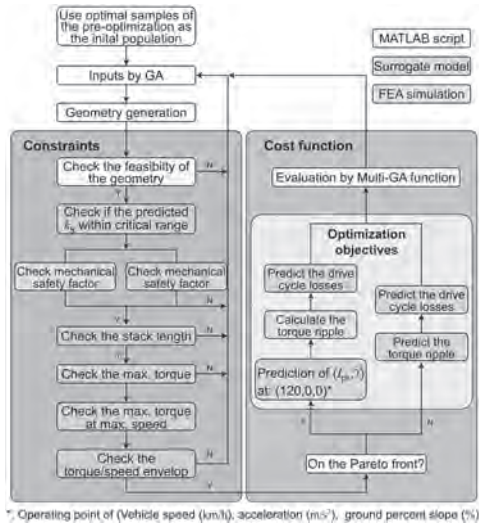 Use optimal samples of
the pre-optimization as
the inital population
Inputs by GA
Geometry generation
MATLAB script
Surrogate model
FEA simulation
Constraints
Check the feasibilty of
the geometry
N
Y
Check if the predicted
within critical range
Check mechanical
safety factor
Check mechanical
safety factor
N
Y
Check the stack length
N
Y
Check the max. torque
N
Y
Check the max. torque
at max. speed
Check the
torque/speed envelop
N
Y
Cost function
Evaluation by Multi-GA function
Optimization
objectives
Predict the drive
cycle losses
Calculate the
torque ripple
Prediction of
at: (120,0,0)*
Predict the drive
cycle losses
Predict the
torque ripple
Y
N
On the Pareto front?
*. Operating point of (Vehicle speed (km/h), acceleration (m/s²), ground percent slope (%)